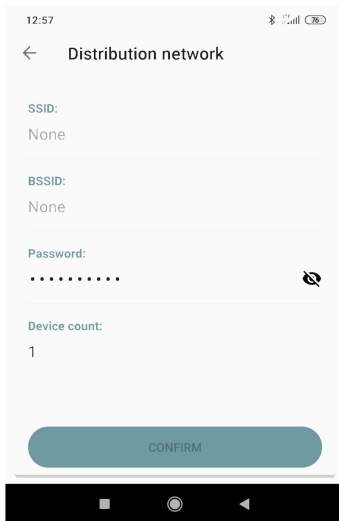 12:57
76
Distribution network
SSID:
None
BSSID:
None
Password:
••••••••••
Device count:
1
CONFIRM